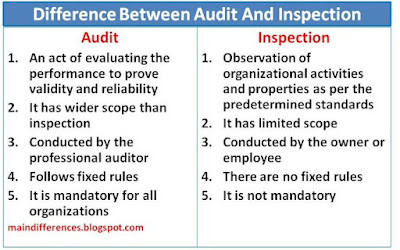 Difference Between Audit And Inspection
Audit
1. An act of evaluating the
performance to prove
validity and reliability
2. It has wider scope than
inspection
3. Conducted by the
professional auditor
4. Follows fixed rules
5. It is mandatory for all
organizations
maindifferences.blogspot.com
Inspection
1. Observation of
organizational activities
and properties as per the
predetermined standards
2. It has limited scope
3. Conducted by the owner or
employee
4. There are no fixed rules
5. It is not mandatory